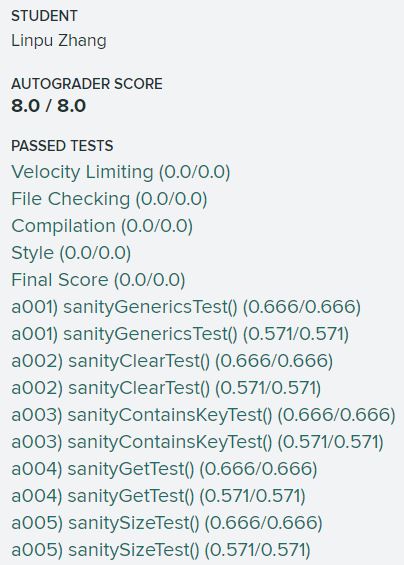 STUDENT
Linpu Zhang
AUTOGRADER SCORE
8.0 / 8.0
PASSED TESTS
Velocity Limiting (0.0/0.0)
File Checking (0.0/0.0)
Compilation (0.0/0.0)
Style (0.0/0.0)
Final Score (0.0/0.0)
a001) sanityGenericsTest() (0.666/0.666)
a001) sanityGenericsTest() (0.571/0.571)
a002) sanityClearTest() (0.666/0.666)
a002) sanityClearTest() (0.571/0.571)
a003) sanityContainsKeyTest() (0.666/0.666)
a003) sanityContainsKeyTest() (0.571/0.571)
a004) sanityGetTest() (0.666/0.666)
a004) sanityGetTest() (0.571/0.571)
a005) sanitySizeTest() (0.666/0.666)
a005) sanitySizeTest() (0.571/0.571)